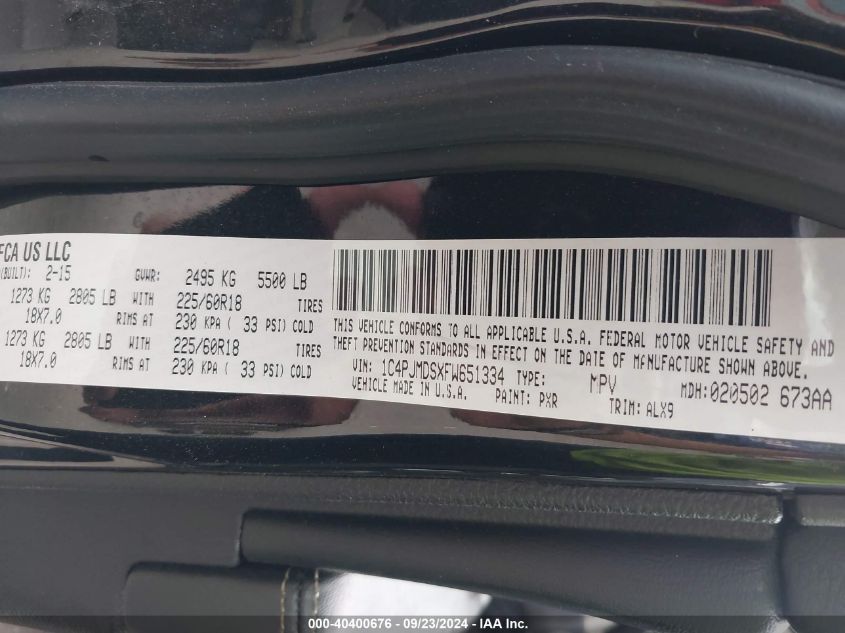 FCA US LLC
(BUILT): 2-15 GVWR: 2495 KG 5500 LB
1273 KG 2805 LB WITH 225/60R18 TIRES
18X7.0 RIMS AT 230 KPA ( 33 PSI) COLD
1273 KG 2805 LB WITH 225/60R18 TIRES
18X7.0 RIMS AT 230 KPA ( 33 PSI) COLD
THIS VEHICLE CONFORMS TO ALL APPLICABLE U.S.A. FEDERAL MOTOR VEHICLE SAFETY AND
THEFT PREVENTION STANDARDS IN EFFECT ON THE DATE OF MANUFACTURE SHOWN ABOVE.
VIN: 1C4PJMDSXFW651334 TYPE: MPV MDH:020502 673AA
VEHICLE MADE IN U.S.A. PAINT: PXR TRIM: ALX9
000-40400676 - 09/23/2024 - IAA Inc.